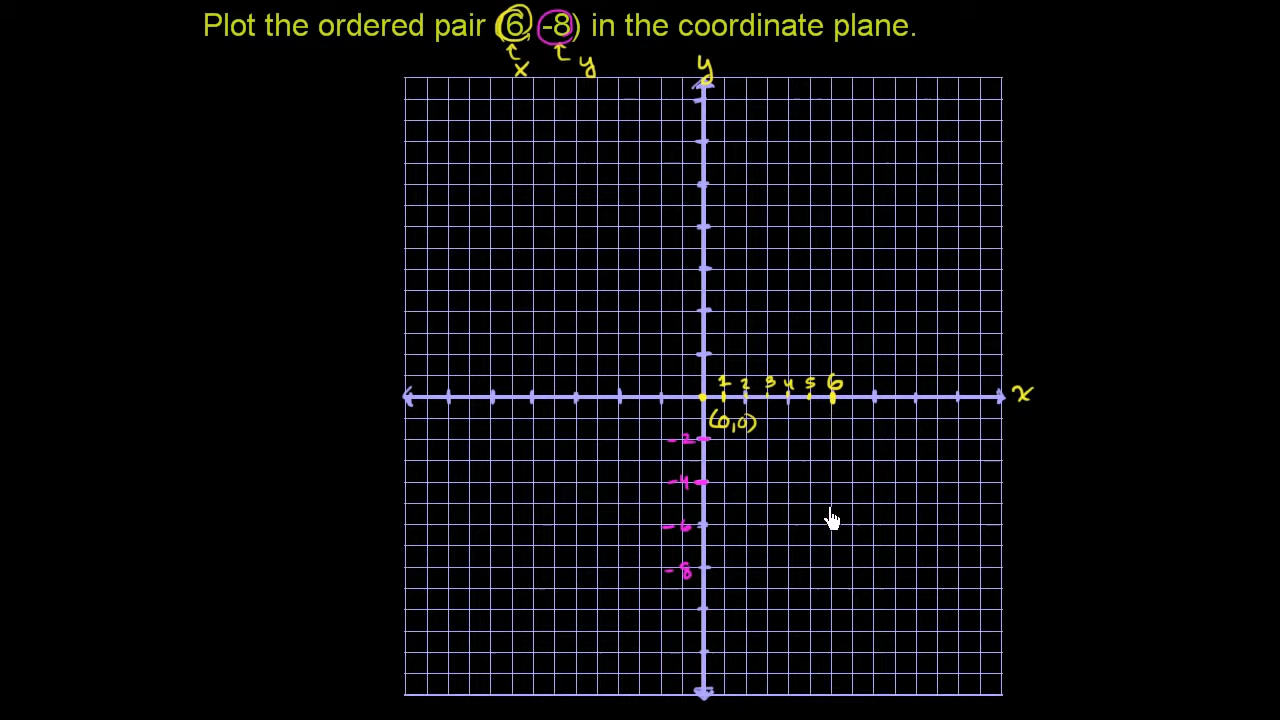 Plot the ordered pair (6, -8) in the coordinate plane.
x y
y
1 2 3 4 5 6
x
(0,0)
-2
-4
-6
-8